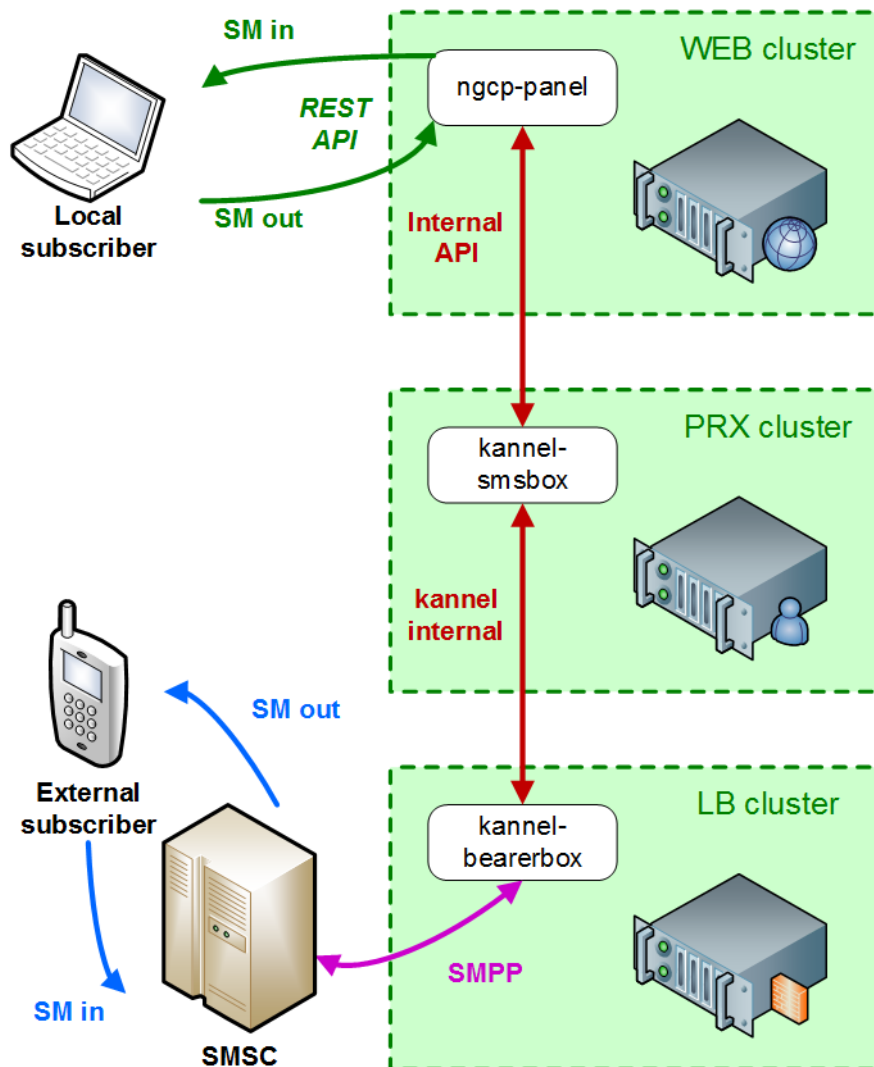 SM in
WEB cluster
ngcp-panel
REST
API
Local
subscriber
SM out
Internal
API
PRX cluster
kannel-
smsbox
kannel
internal
SM out
External
subscriber
LB cluster
kannel-
bearerbox
SMPP
SM in
SMSC